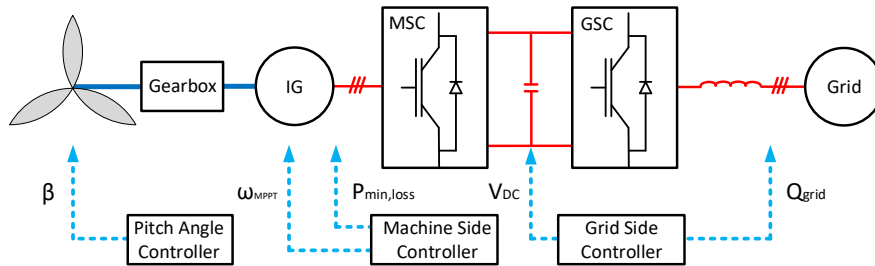 MSC
GSC
Gearbox
IG
Grid
β
ωMPPT
Pmin,loss
VDC
Qgrid
Pitch Angle
Controller
Machine Side
Controller
Grid Side
Controller